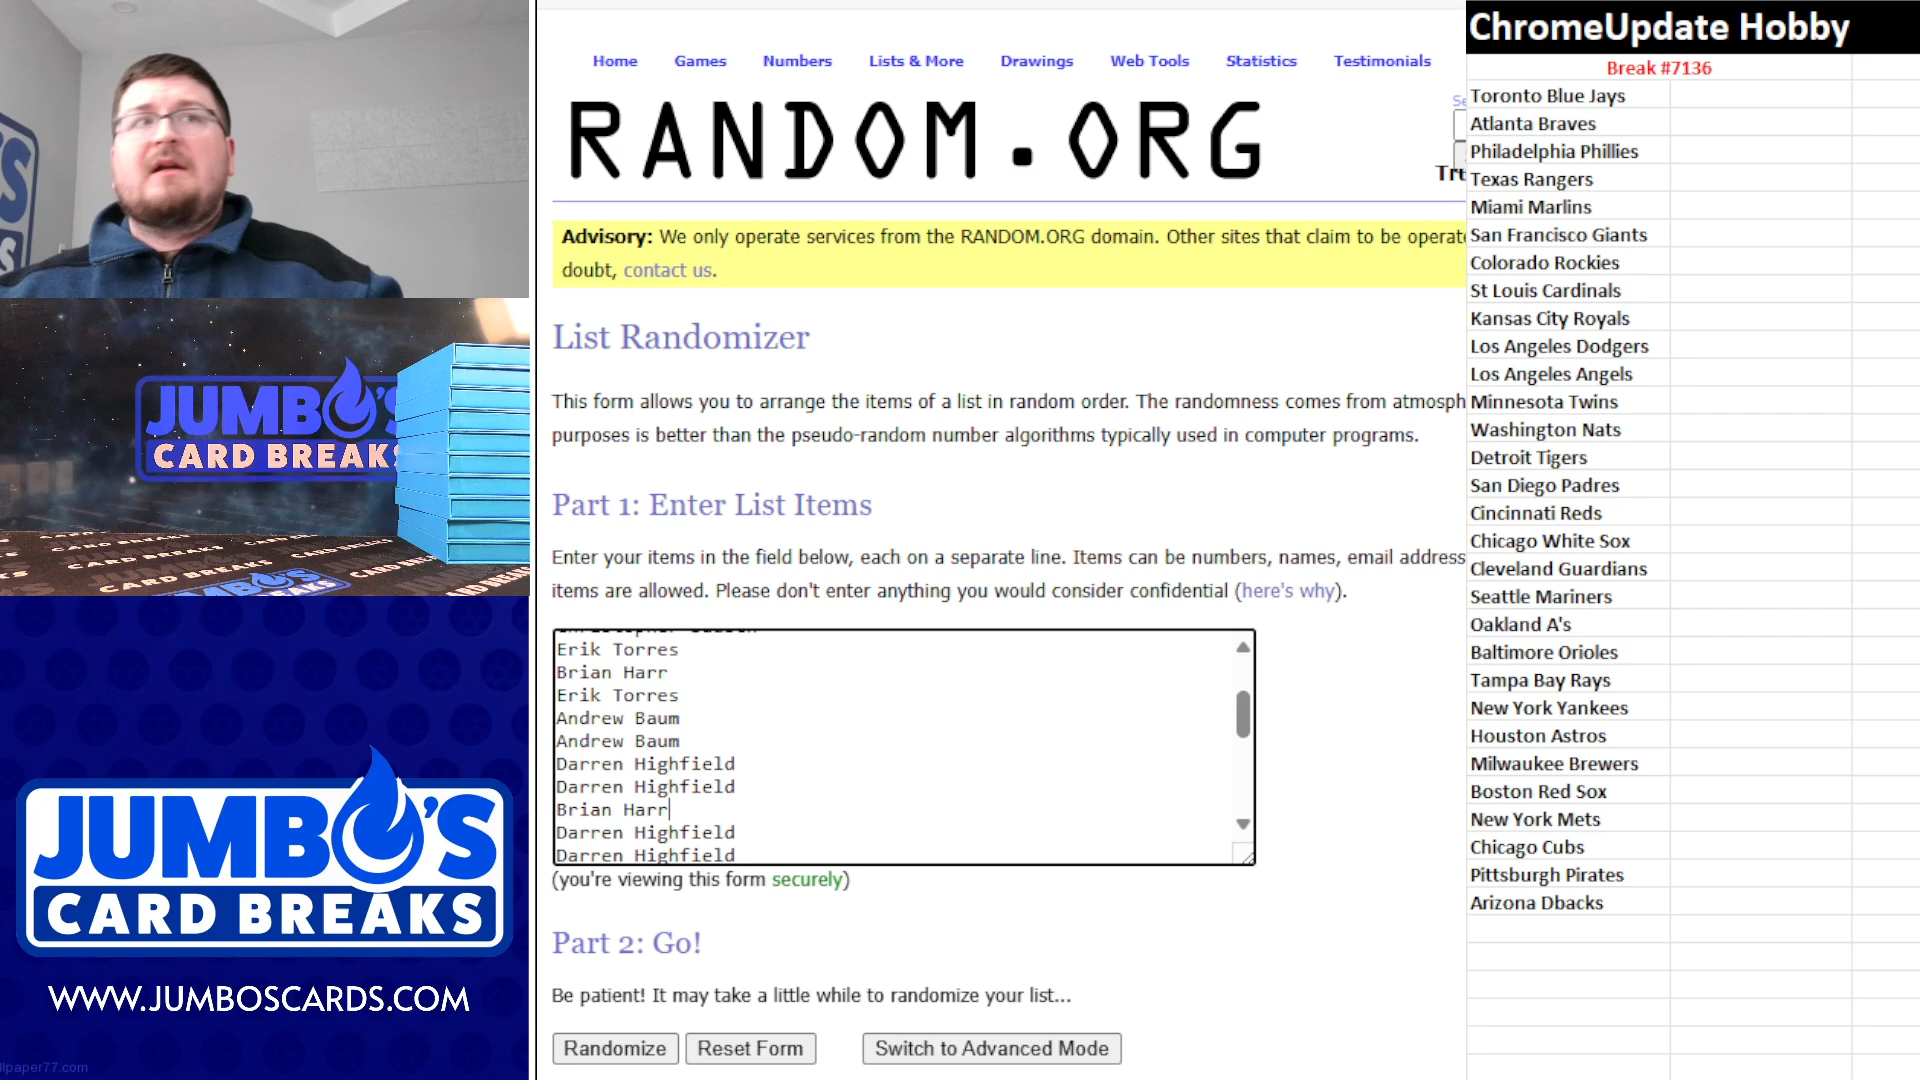 Home Games Numbers Lists & More Drawings Web Tools Statistics Testimonials
RANDOM.ORG
Advisory: We only operate services from the RANDOM.ORG domain. Other sites that claim to be
doubt, contact us.
List Randomizer
This form allows you to arrange the items of a list in random order. The randomness comes from
purposes is better than the pseudo-random number algorithms typically used in computer programs.
Part 1: Enter List Items
Enter your items in the field below, each on a separate line. Items can be numbers, names, email
items are allowed. Please don't enter anything you would consider confidential (here's why).
Erik Torres
Brian Harr
Erik Torres
Andrew Baum
Andrew Baum
Darren Highfield
Darren Highfield
Brian Harr
Darren Highfield
Darren Highfield
(you're viewing this form securely)
Part 2: Go!
Be patient! It may take a little while to randomize your list...
Randomize Reset Form Switch to Advanced Mode
ChromeUpdate Hobby
Break #7136
Toronto Blue Jays
Atlanta Braves
Philadelphia Phillies
Texas Rangers
Miami Marlins
San Francisco Giants
Colorado Rockies
St Louis Cardinals
Kansas City Royals
Los Angeles Dodgers
Los Angeles Angels
Minnesota Twins
Washington Nats
Detroit Tigers
San Diego Padres
Cincinnati Reds
Chicago White Sox
Cleveland Guardians
Seattle Mariners
Oakland A's
Baltimore Orioles
Tampa Bay Rays
New York Yankees
Houston Astros
Milwaukee Brewers
Boston Red Sox
New York Mets
Chicago Cubs
Pittsburgh Pirates
Arizona Dbacks
JUMBO'S
CARD BREAKS
JUMBO'S
CARD BREAKS
WWW.JUMBOSCARDS.COM